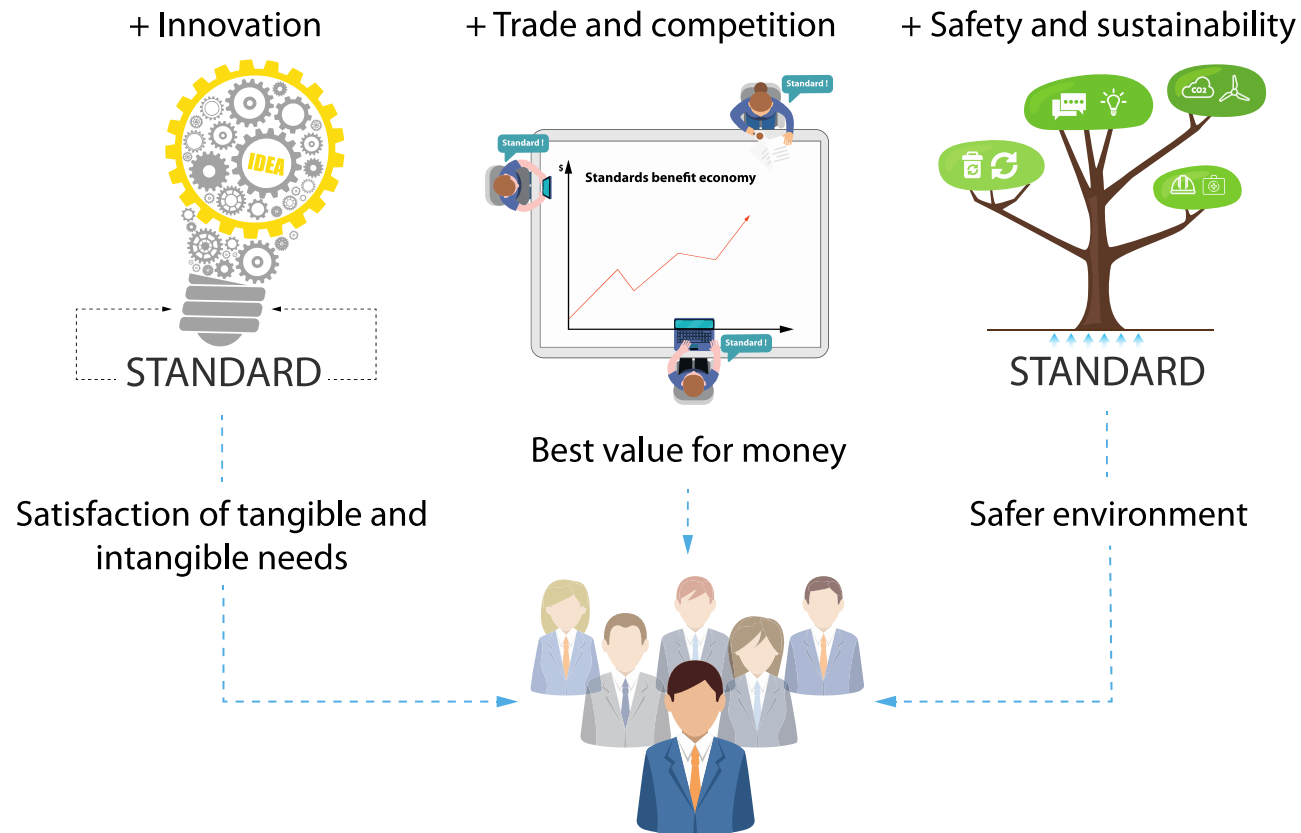 + Innovation
+ Trade and competition
+ Safety and sustainability
IDEA
Standard !
Standard !
$
Standards benefit economy
Standard !
CO2
STANDARD
STANDARD
Best value for money
Satisfaction of tangible and
intangible needs
Safer environment